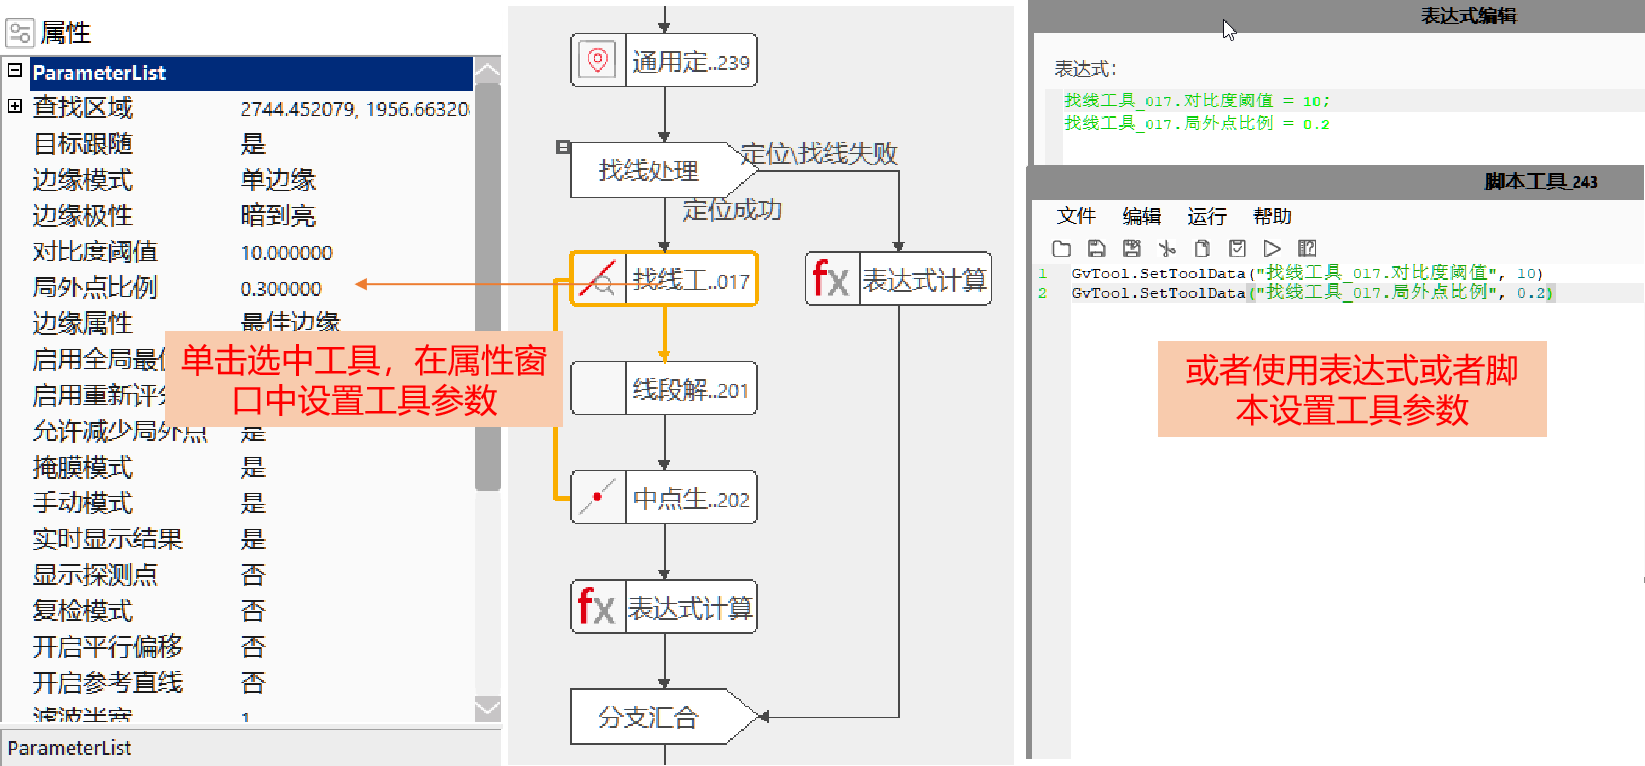 属性
ParameterList
查找区域 2744.452079, 1956.66320
目标跟随 是
边缘模式 单边缘
边缘极性 暗到亮
对比度阈值 10.000000
局外点比例 0.300000
边缘属性 最佳边缘
启用全局最
启用重新评
允许减少局外点 是
掩膜模式 是
手动模式 是
实时显示结果 是
显示探测点 否
复检模式 否
开启平行偏移 否
开启参考直线 否
滤波半宽 1
ParameterList
单击选中工具，在属性窗
口中设置工具参数
通用定..239
找线处理
定位\找线失败
定位成功
找线工..017
fx 表达式计算
线段解..201
中点生..202
fx 表达式计算
分支汇合
表达式编辑
表达式：
找线工具_017.对比度阈值 = 10;
找线工具_017.局外点比例 = 0.2
脚本工具_243
文件 编辑 运行 帮助
1 GvTool.SetToolData("找线工具_017.对比度阈值", 10)
2 GvTool.SetToolData("找线工具_017.局外点比例", 0.2)
或者使用表达式或者脚
本设置工具参数